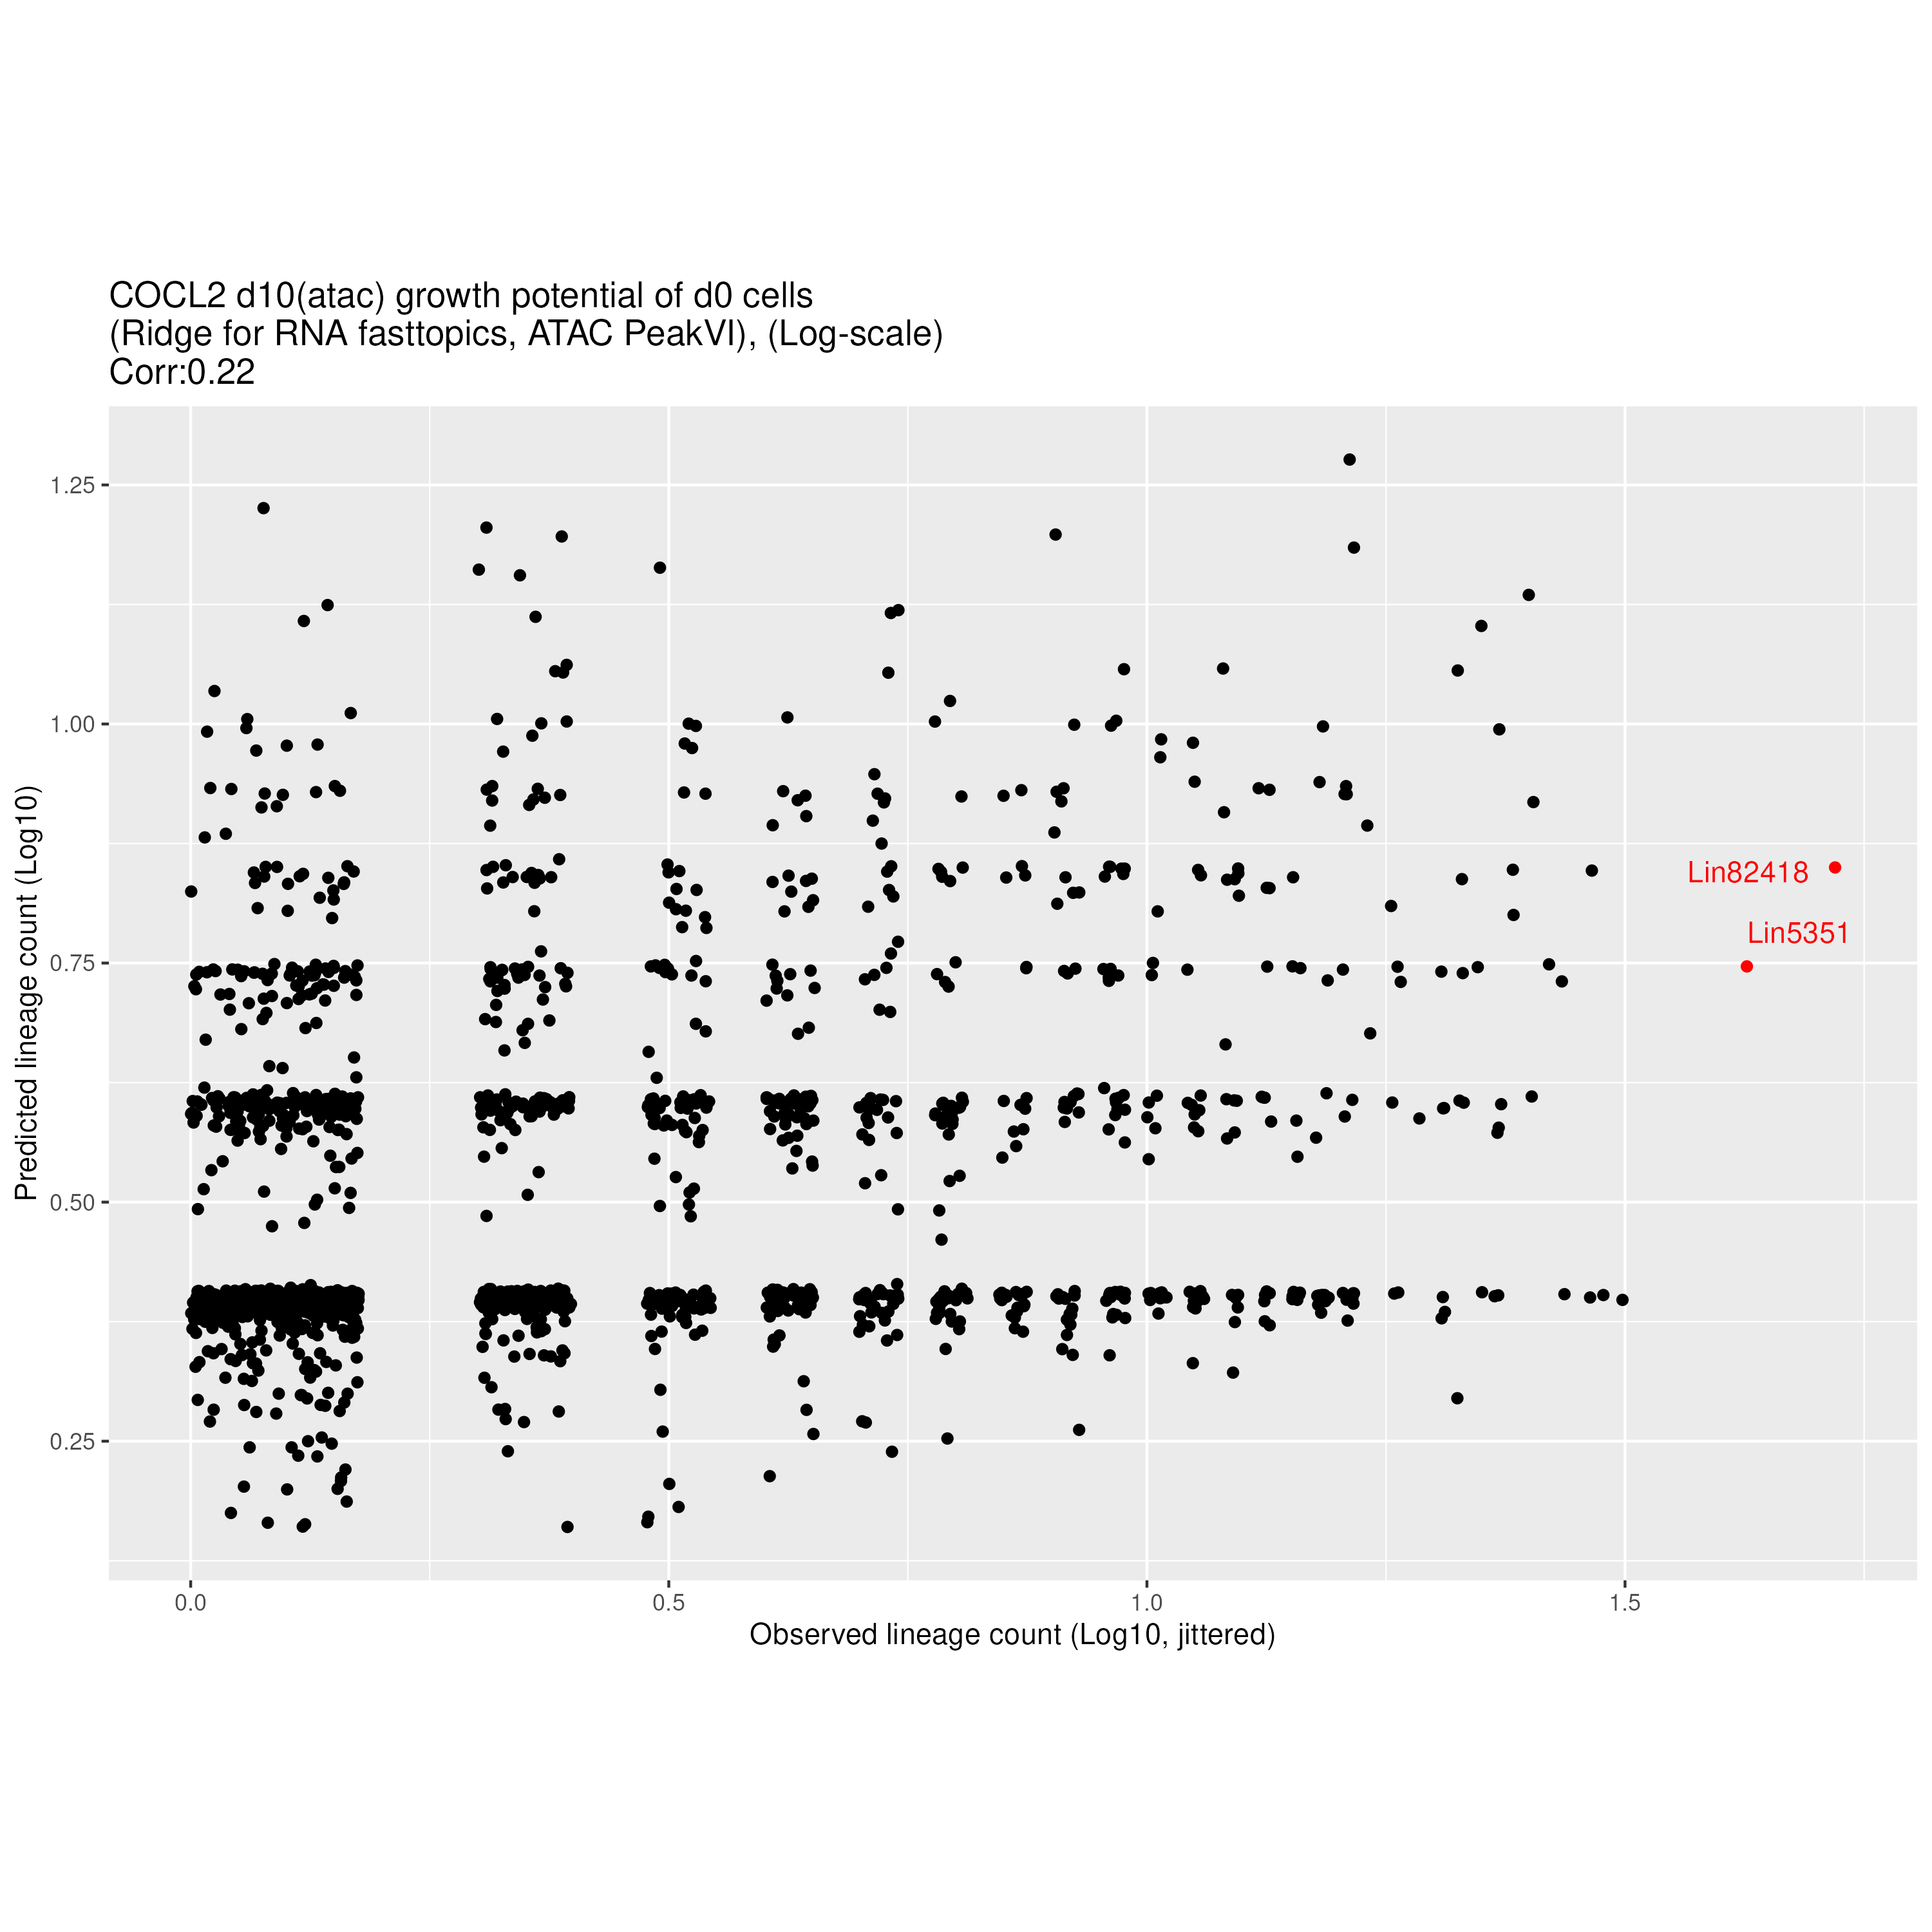 COCL2 d10(atac) growth potential of d0 cells
(Ridge for RNA fasttopics, ATAC PeakVI), (Log-scale)
Corr:0.22
Predicted lineage count (Log10)
1.25
1.00
0.75
0.50
0.25
Lin82418
Lin5351
0.0
0.5
1.0
1.5
Observed lineage count (Log10, jittered)